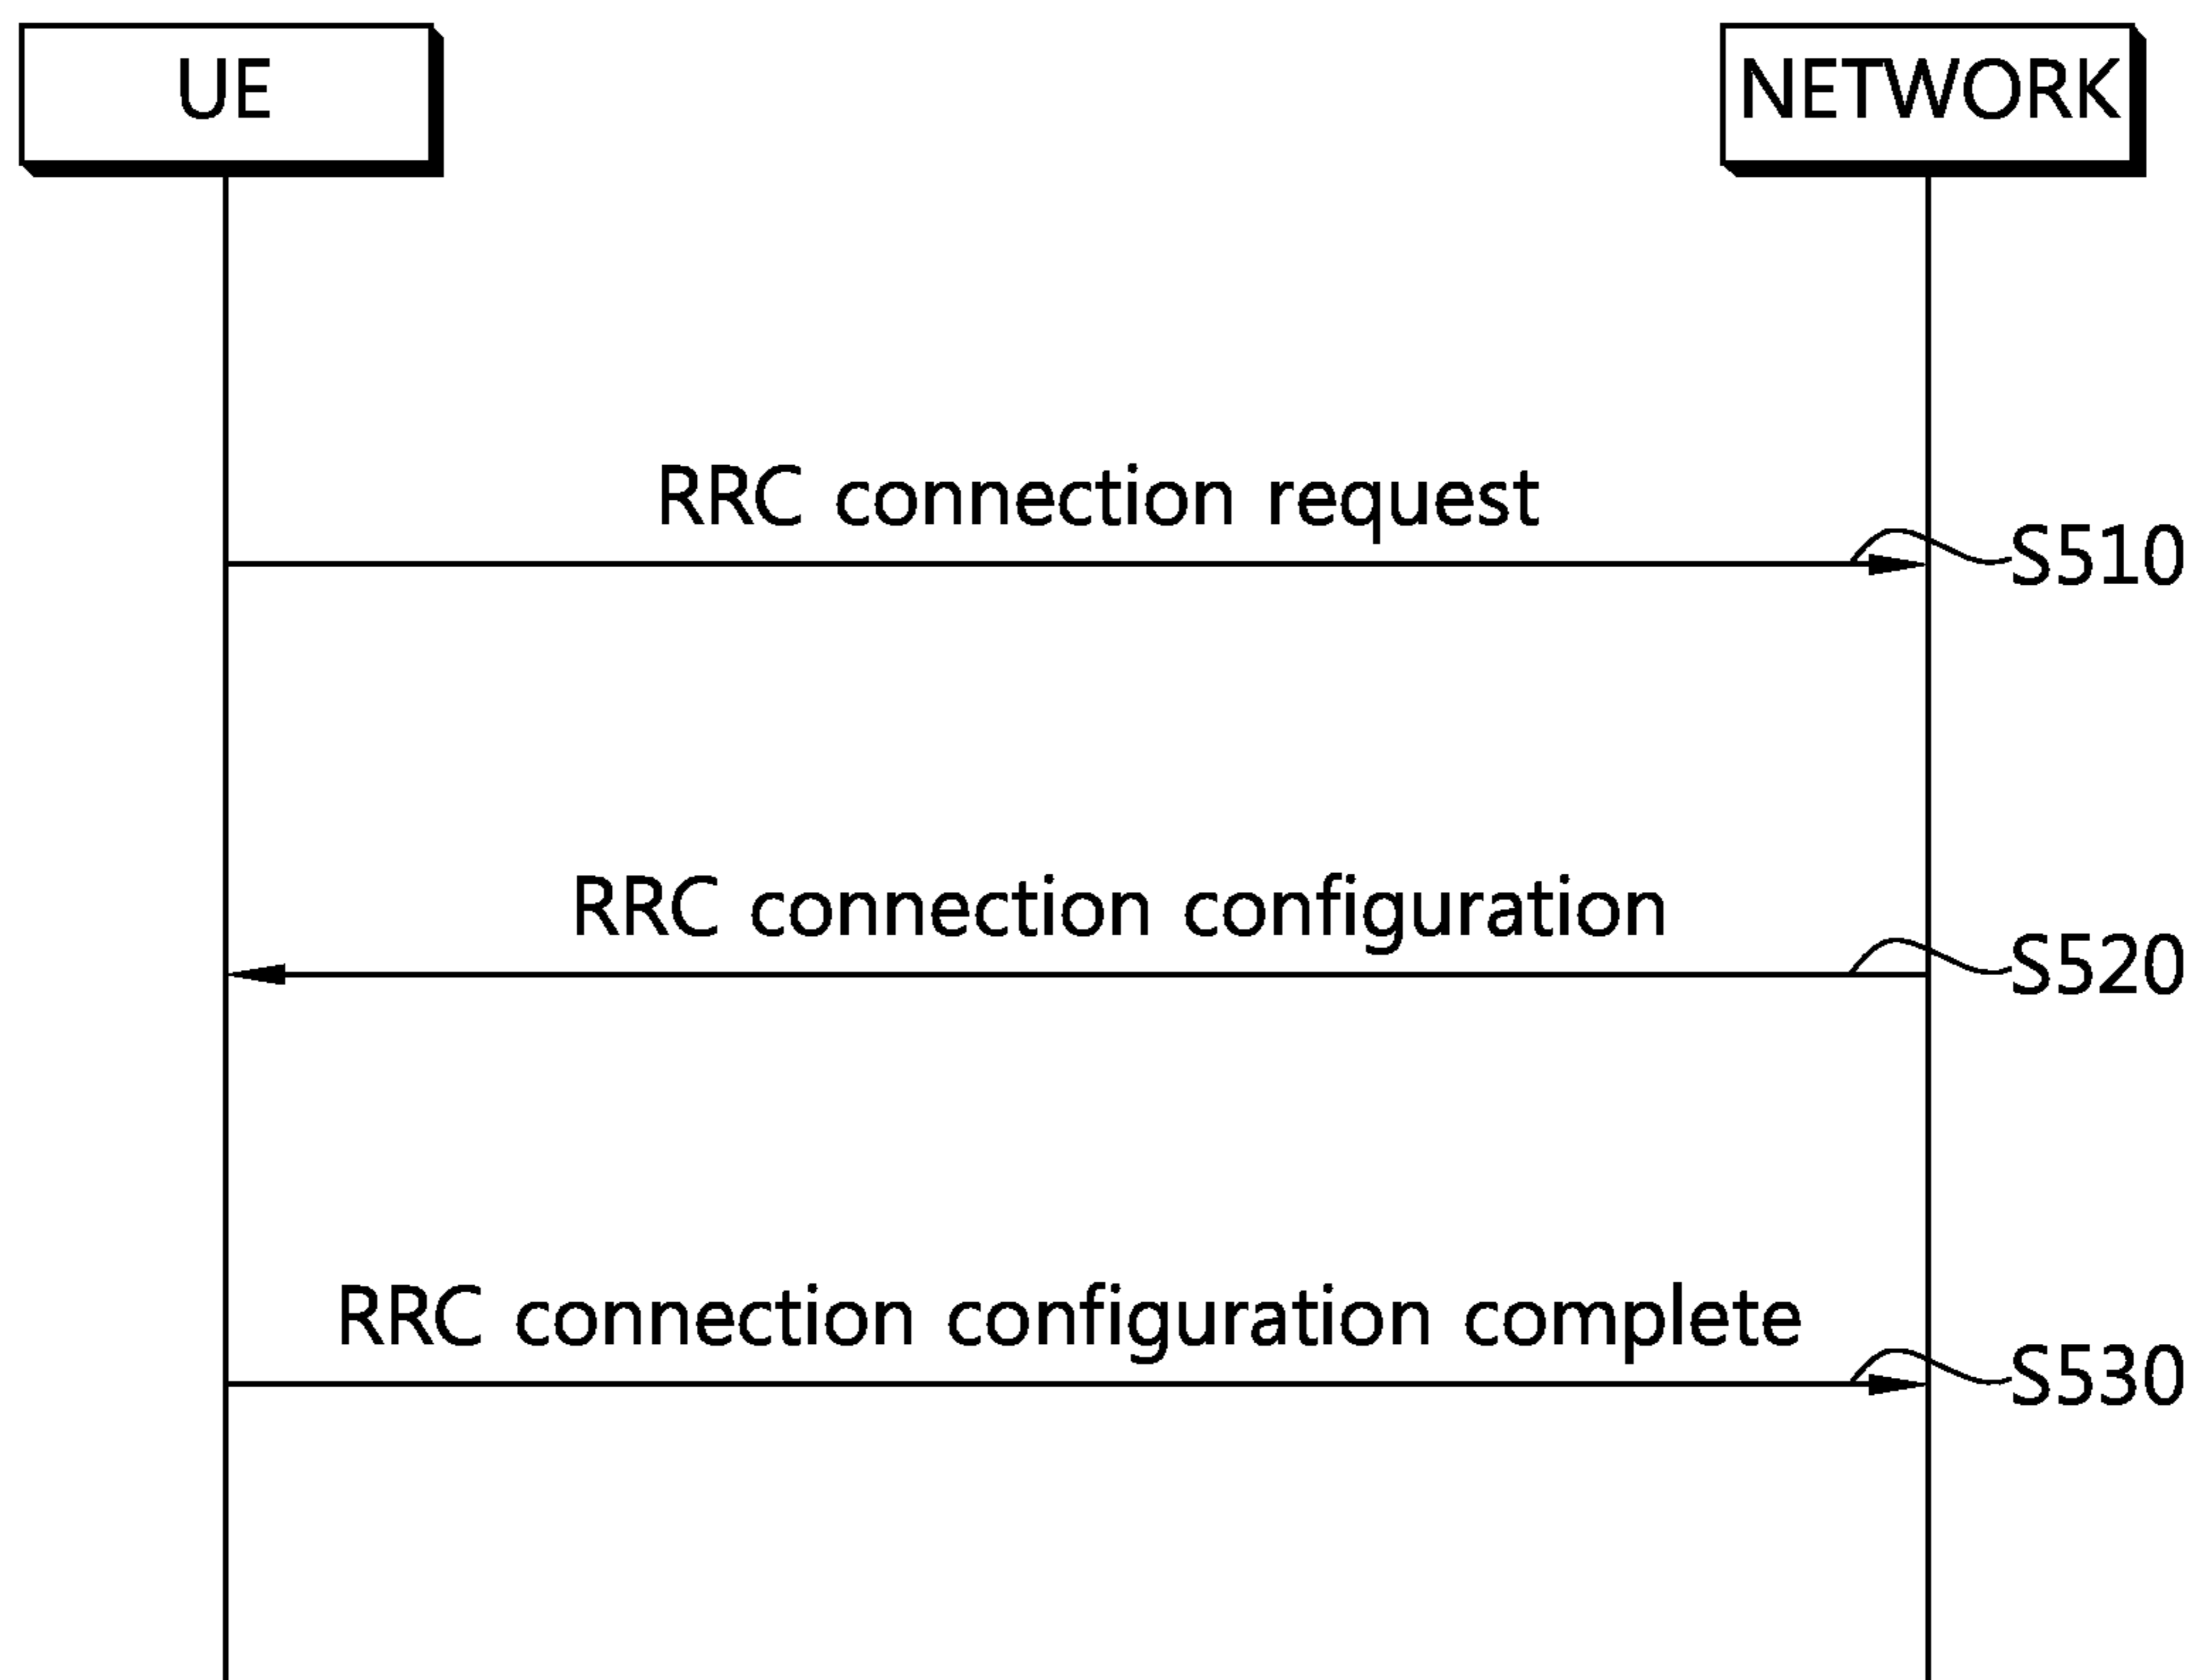 UE
NETWORK
RRC connection request
S510
RRC connection configuration
S520
RRC connection configuration complete
S530